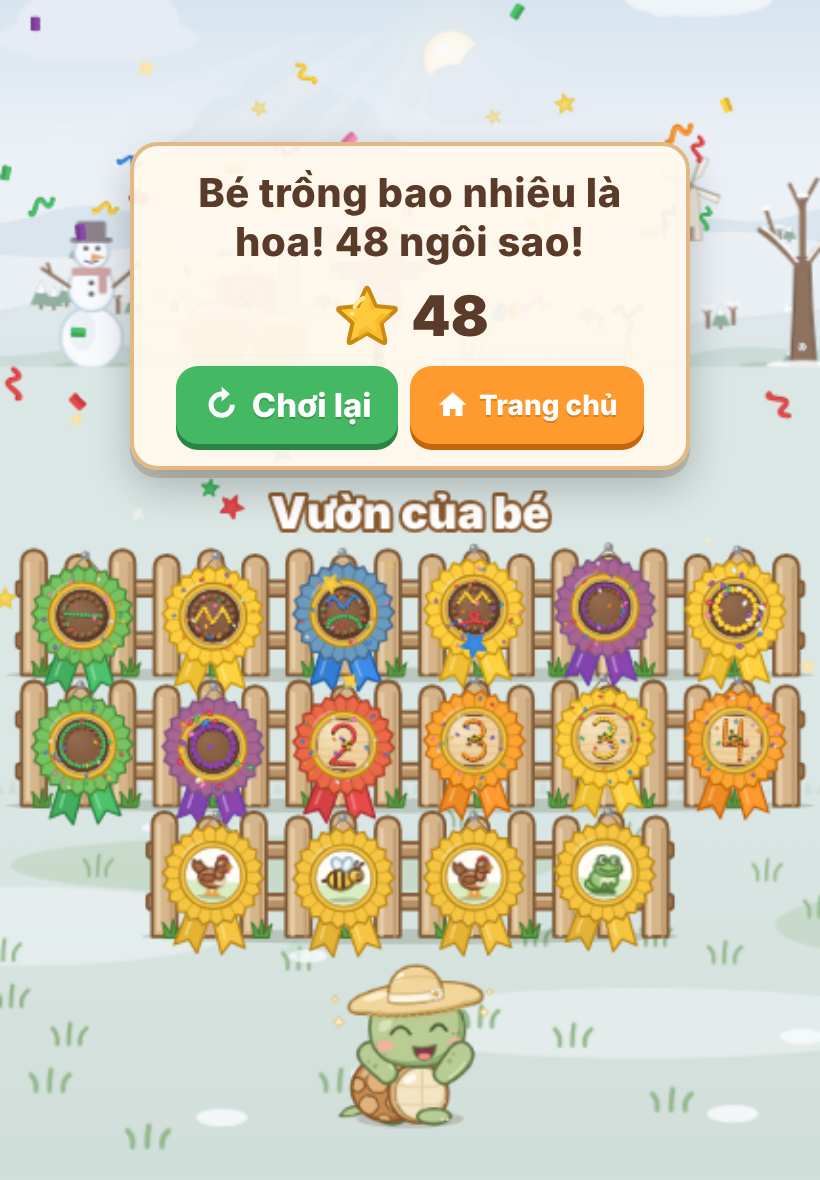 Bé trồng bao nhiêu là
hoa! 48 ngôi sao!
48
Chơi lại
Trang chủ
Vườn của bé
2
3
3
4